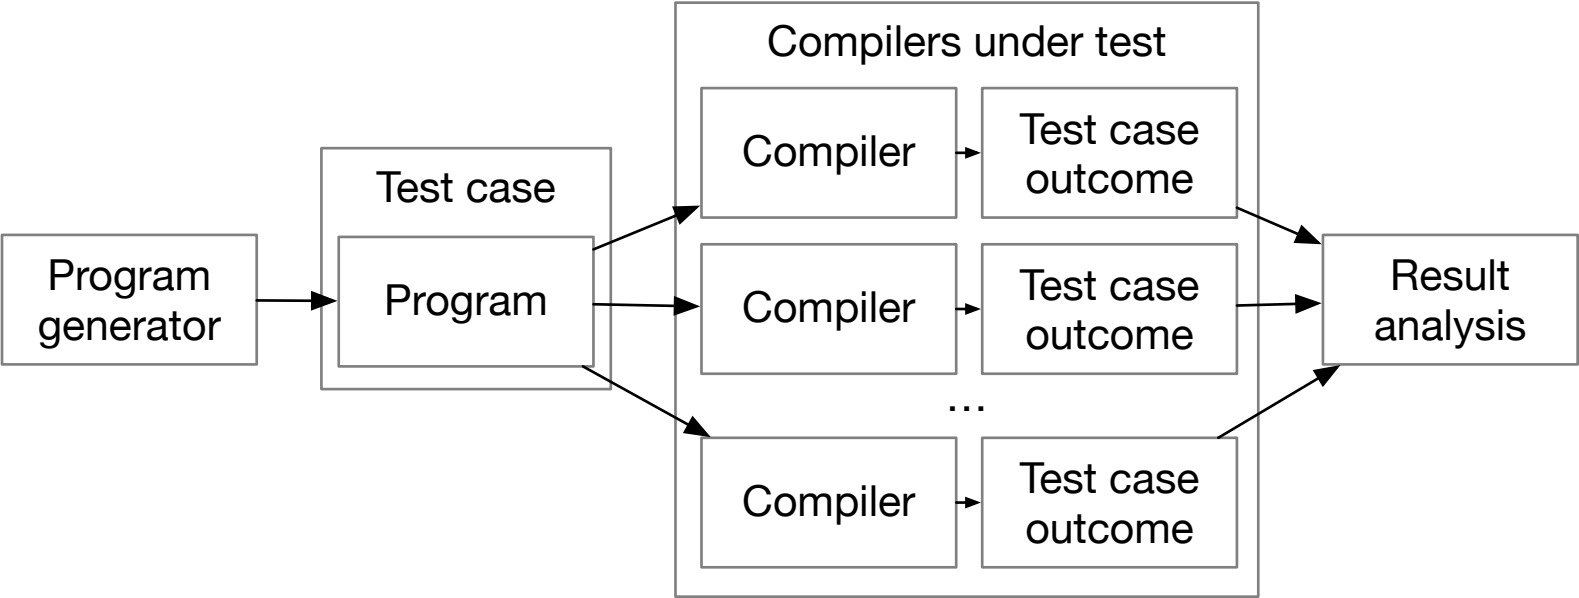 Compilers under test
Compiler
Test case
outcome
Test case
Program
generator
Program
Compiler
Test case
outcome
Result
analysis
...
Compiler
Test case
outcome